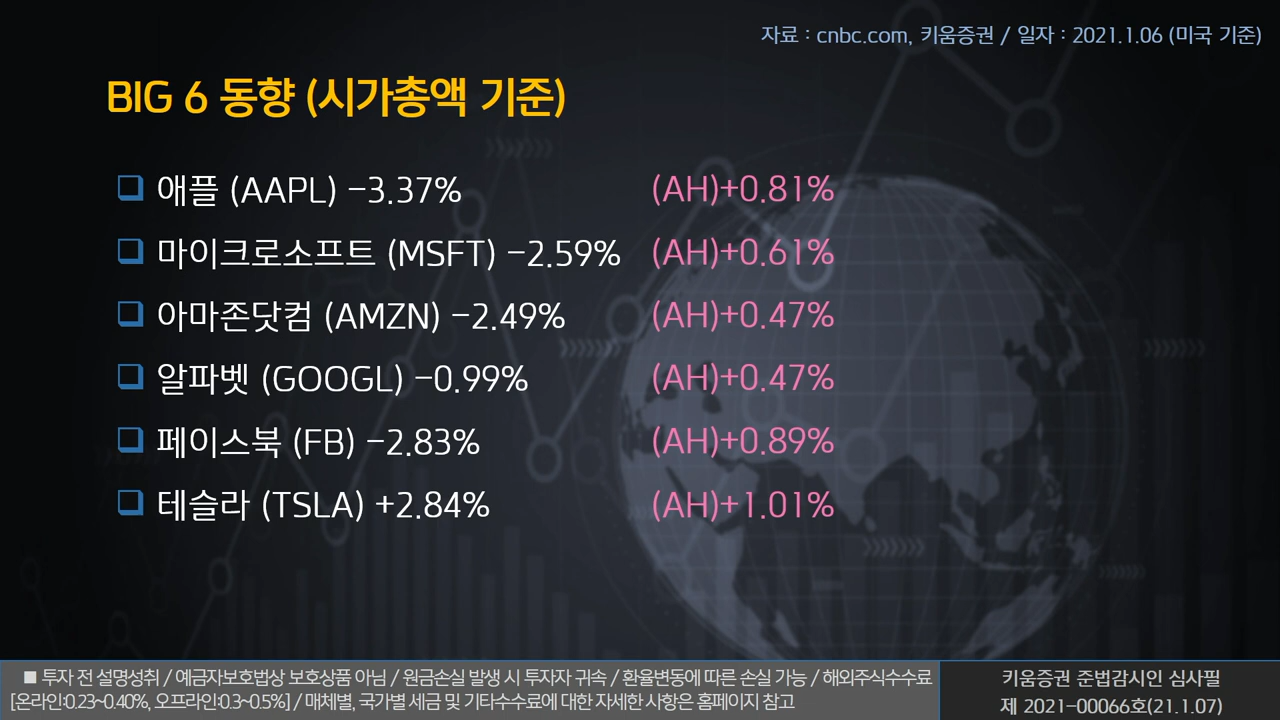 자료 : cnbc.com, 키움증권 / 일자 : 2021.1.06 (미국 기준)
BIG 6 동향 (시가총액 기준)
❏ 애플 (AAPL) −3.37% (AH)+0.81%
❏ 마이크로소프트 (MSFT) −2.59% (AH)+0.61%
❏ 아마존닷컴 (AMZN) −2.49% (AH)+0.47%
❏ 알파벳 (GOOGL) −0.99% (AH)+0.47%
❏ 페이스북 (FB) −2.83% (AH)+0.89%
❏ 테슬라 (TSLA) +2.84% (AH)+1.01%
■ 투자 전 설명성취 / 예금자보호법상 보호상품 아님 / 원금손실 발생 시 투자자 귀속 / 환율변동에 따른 손실 가능 / 해외주식수수료
[온라인:0.23~0.40%, 오프라인:0.3~0.5%] / 매체별, 국가별 세금 및 기타수수료에 대한 자세한 사항은 홈페이지 참고
키움증권 준법감시인 심사필
제 2021-00066호(21.1.07)